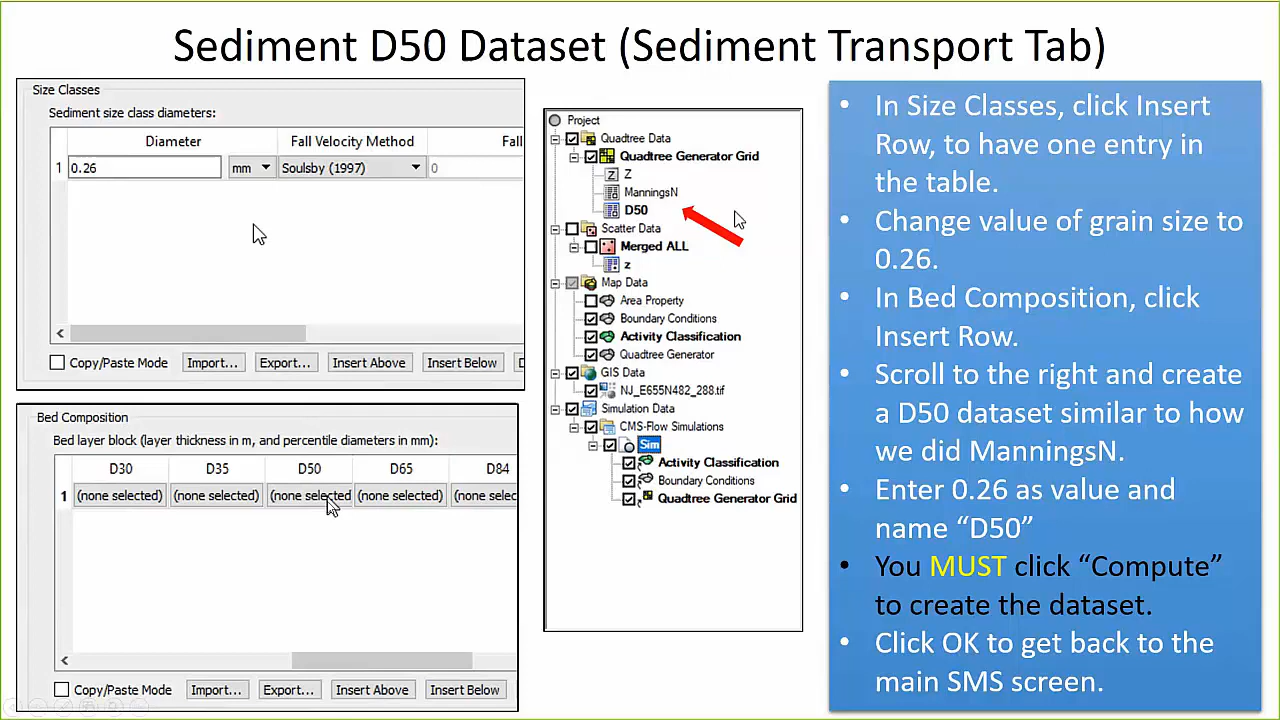 Sediment D50 Dataset (Sediment Transport Tab)
Size Classes
Sediment size class diameters:
Diameter Fall Velocity Method Fall
1 0.26 mm Soulsby (1997) 0
Copy/Paste Mode Import... Export... Insert Above Insert Below
Bed Composition
Bed layer block (layer thickness in m, and percentile diameters in mm):
D30 D35 D50 D65 D84
1 (none selected) (none selected) (none selected) (none selected) (none selec
Copy/Paste Mode Import... Export... Insert Above Insert Below
Project
Quadtree Data
Quadtree Generator Grid
Z
ManningsN
D50
Scatter Data
Merged ALL
z
Map Data
Area Property
Boundary Conditions
Activity Classification
Quadtree Generator
GIS Data
NJ_E655N482_288.tif
Simulation Data
CMS-Flow Simulations
Sim
Activity Classification
Boundary Conditions
Quadtree Generator Grid
• In Size Classes, click Insert
Row, to have one entry in
the table.
• Change value of grain size to
0.26.
• In Bed Composition, click
Insert Row.
• Scroll to the right and create
a D50 dataset similar to how
we did ManningsN.
• Enter 0.26 as value and
name “D50”
• You MUST click “Compute”
to create the dataset.
• Click OK to get back to the
main SMS screen.